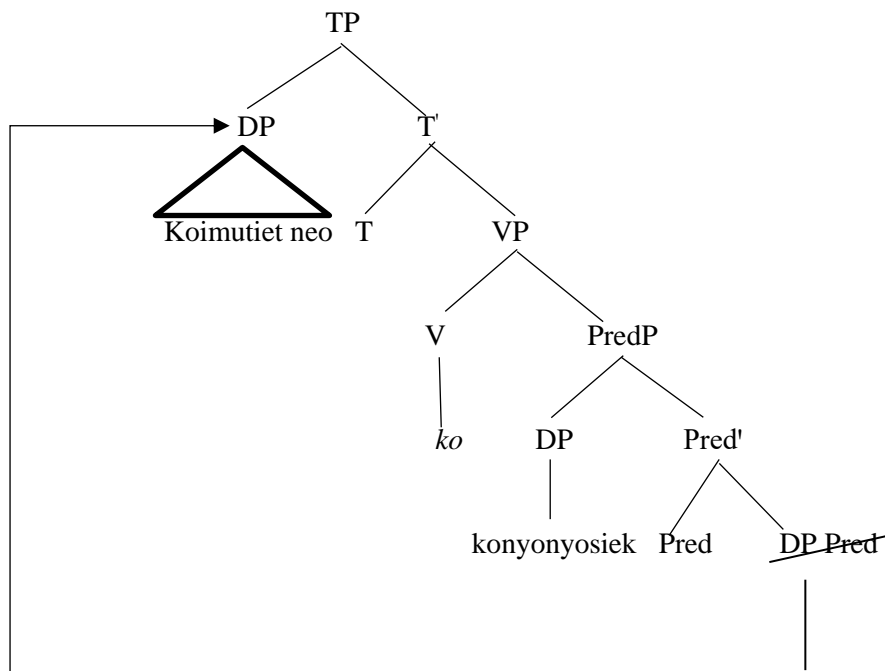 TP
DP T'
Koimutiet neo T VP
V PredP
ko DP Pred'
konyonyosiek Pred DP Pred